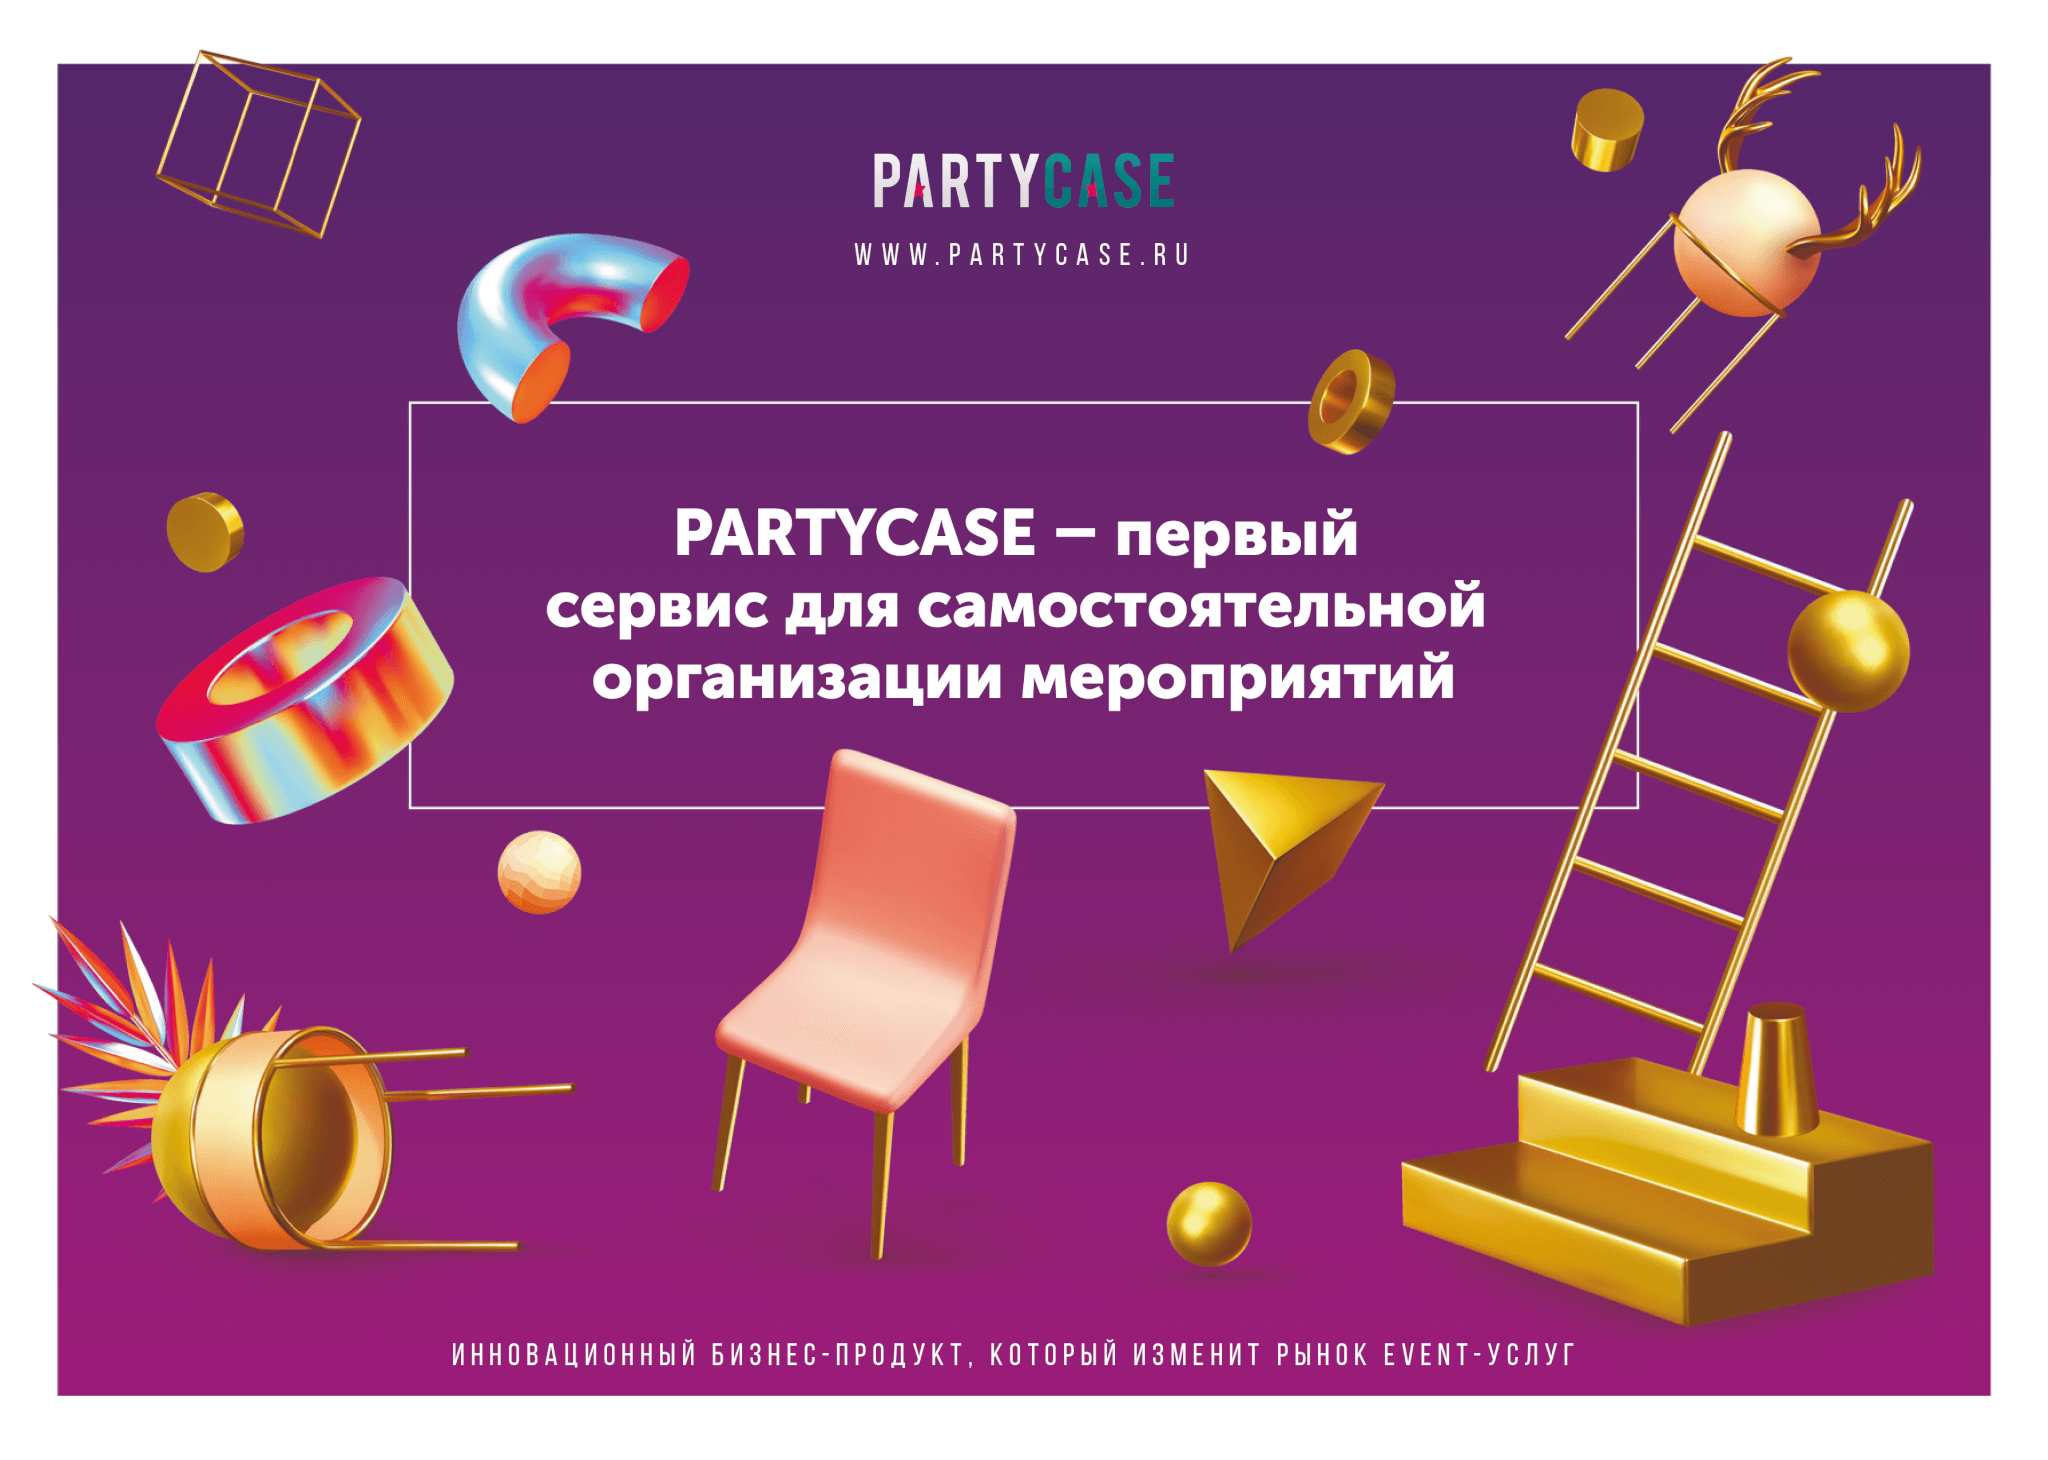 PARTYCASE
WWW.PARTYCASE.RU
PARTYCASE – первый
сервис для самостоятельной
организации мероприятий
ИННОВАЦИОННЫЙ БИЗНЕС-ПРОДУКТ, КОТОРЫЙ ИЗМЕНИТ РЫНОК EVENT-УСЛУГ